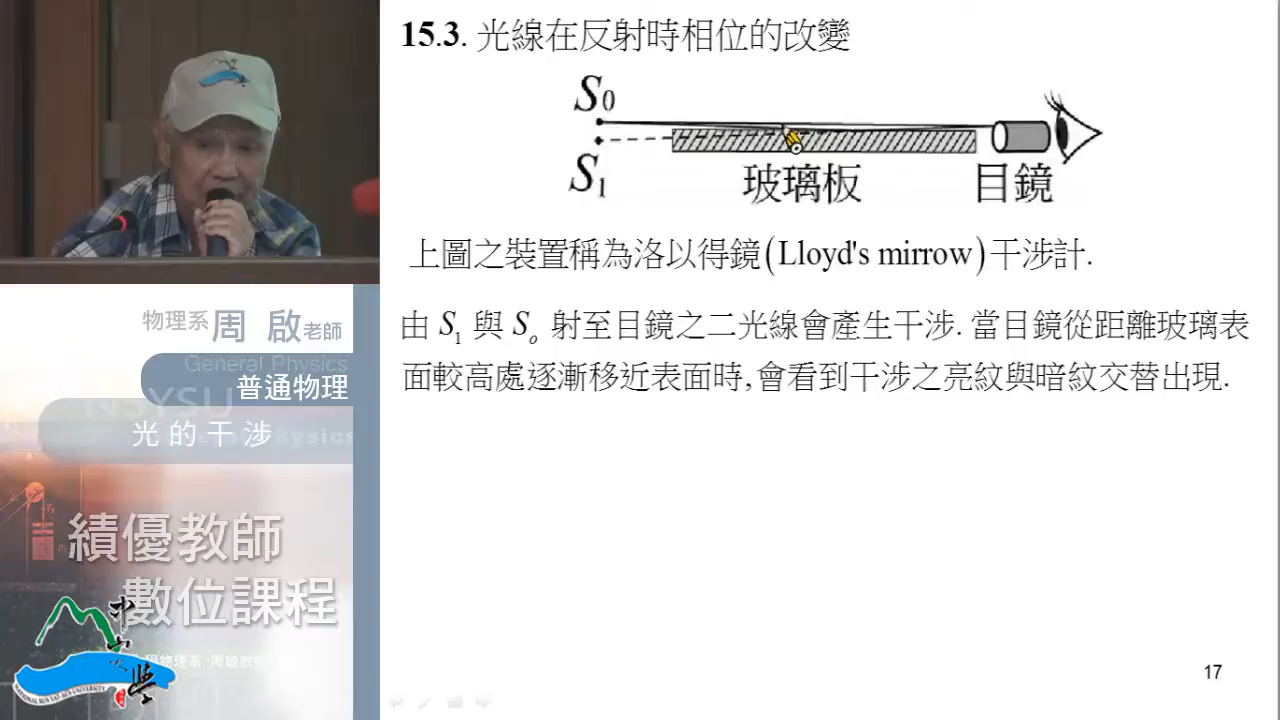 15.3. 光線在反射時相位的改變
S0
S1
玻璃板
目鏡
上圖之裝置稱為洛以得鏡(Lloyd's mirrow)干涉計.
由 S1 與 So 射至目鏡之二光線會產生干涉. 當目鏡從距離玻璃表
面較高處逐漸移近表面時,會看到干涉之亮紋與暗紋交替出現.
17
物理系 周 啟 老師
General Physics
普通物理
NSYSU
光的干涉
績優教師
數位課程